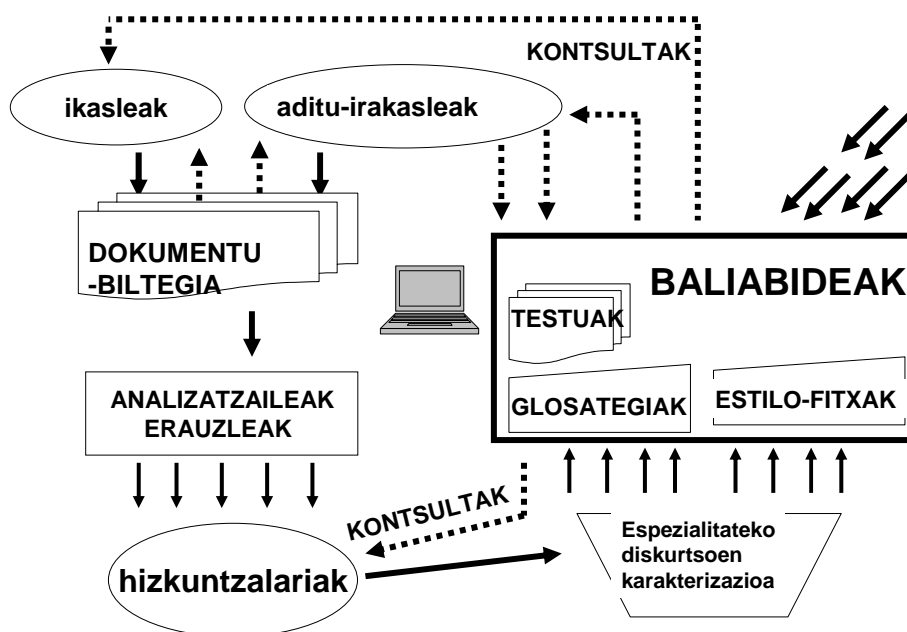 KONTSULTAK
ikasleak
aditu-irakasleak
DOKUMENTU
-BILTEGIA
BALIABIDEAK
TESTUAK
GLOSATEGIAK
ESTILO-FITXAK
ANALIZATZAILEAK
ERAUZLEAK
KONTSULTAK
hizkuntzalariak
Espezialitateko
diskurtsoen
karakterizazioa